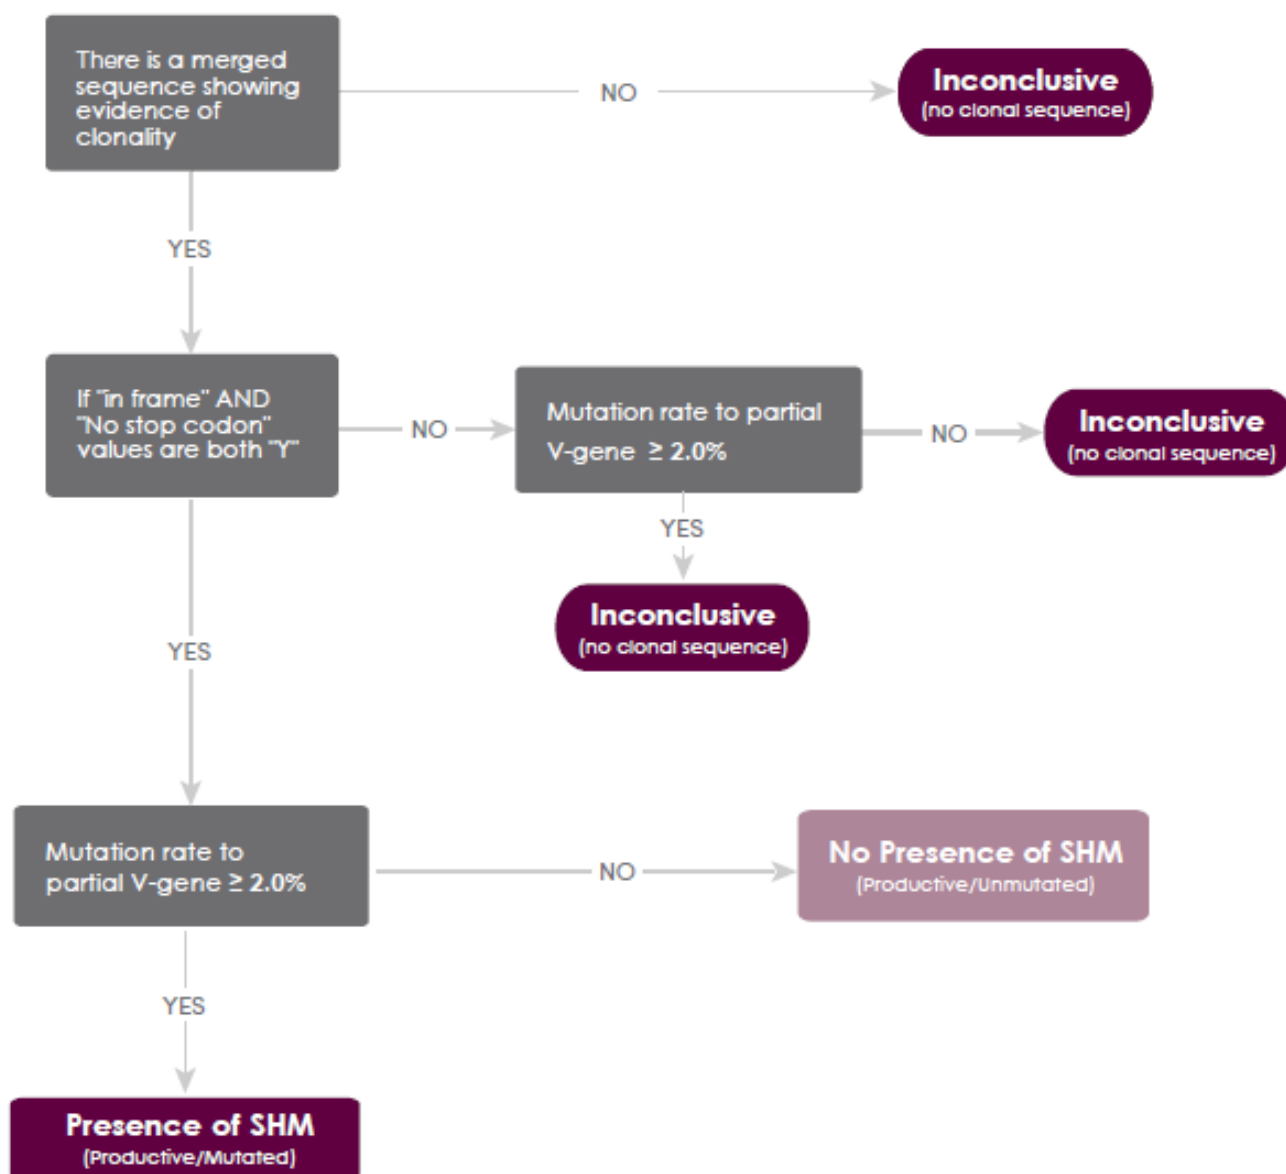 There is a merged
sequence showing
evidence of
clonality
NO
Inconclusive
(no clonal sequence)
YES
If "in frame" AND
"No stop codon"
values are both "Y"
NO
Mutation rate to partial
V-gene ≥ 2.0%
NO
Inconclusive
(no clonal sequence)
YES
Inconclusive
(no clonal sequence)
YES
Mutation rate to
partial V-gene ≥ 2.0%
NO
No Presence of SHM
(Productive/Unmutated)
YES
Presence of SHM
(Productive/Mutated)